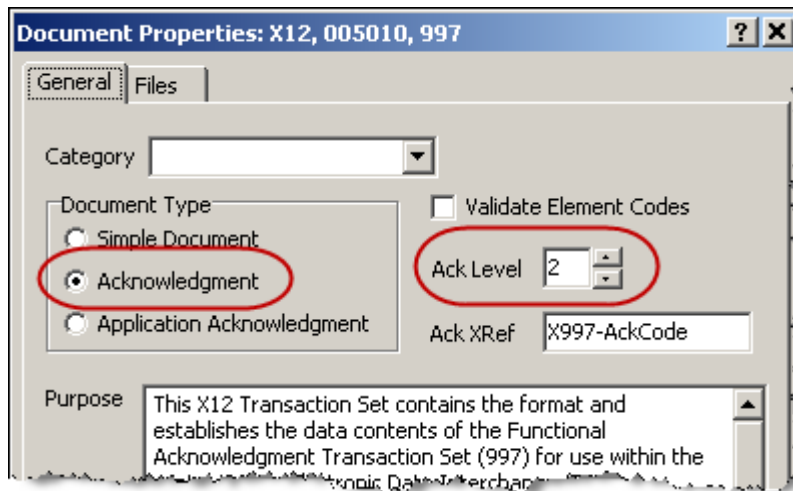 Document Properties: X12, 005010, 997
General Files
Category
Document Type
Simple Document
Acknowledgment
Application Acknowledgment
Validate Element Codes
Ack Level 2
Ack XRef X997-AckCode
Purpose This X12 Transaction Set contains the format and
establishes the data contents of the Functional
Acknowledgment Transaction Set (997) for use within the